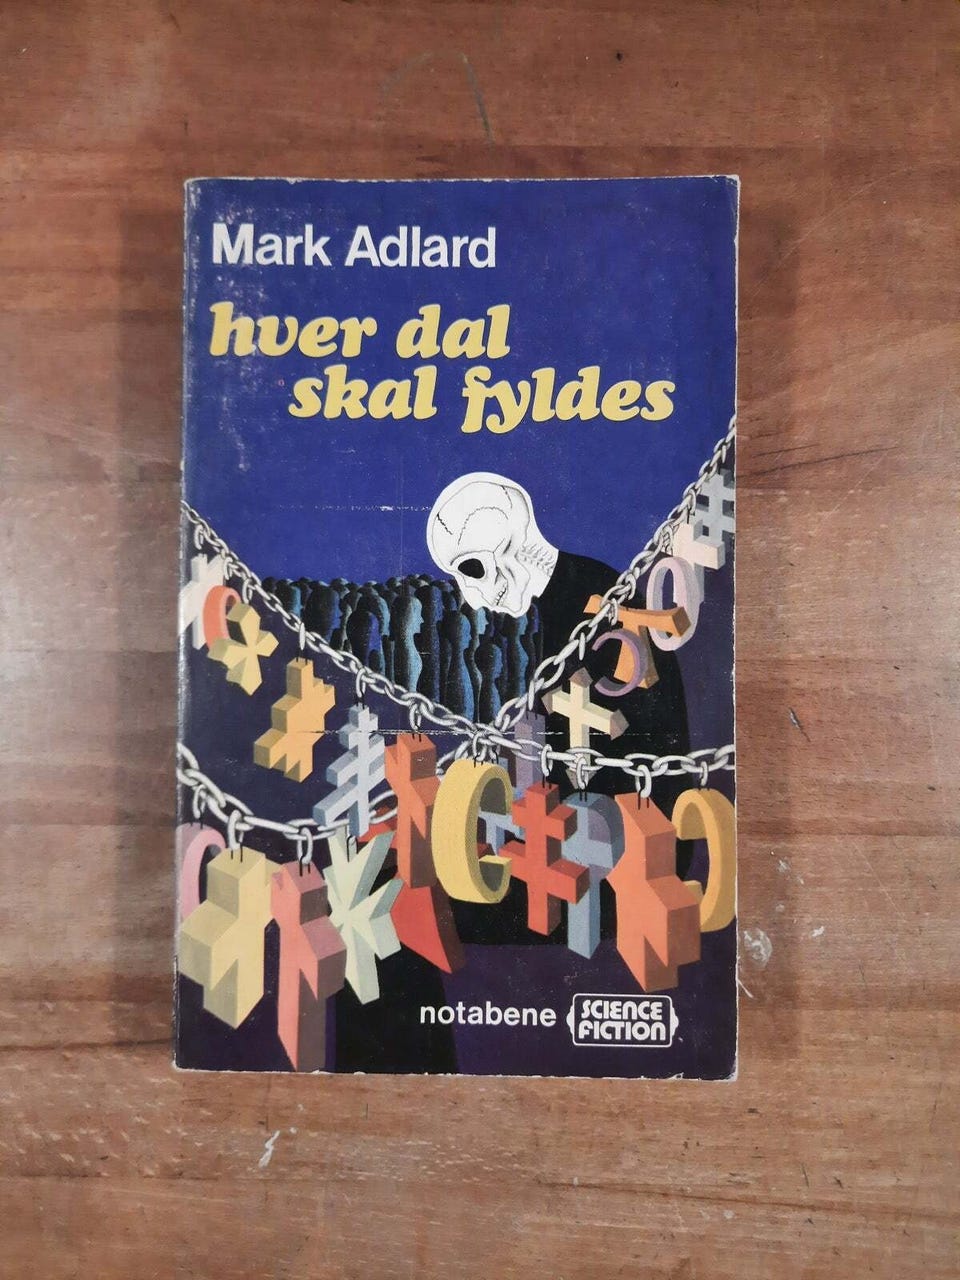 Mark Adlard
hver dal
skal fyldes
notabene
SCIENCE
FICTION